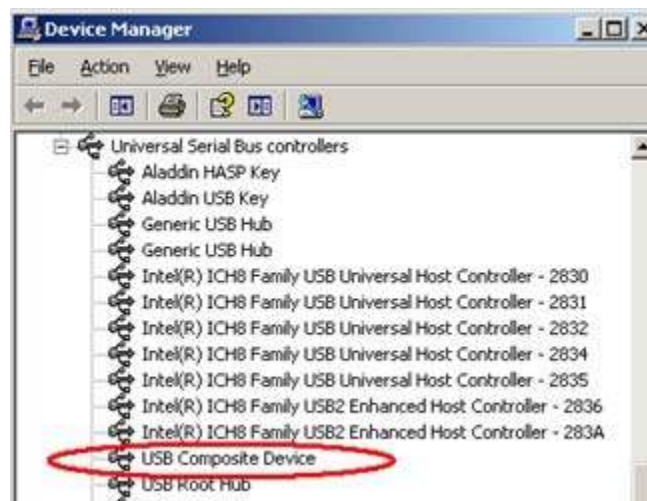 Device Manager
File Action View Help
Universal Serial Bus controllers
Aladdin HASP Key
Aladdin USB Key
Generic USB Hub
Generic USB Hub
Intel(R) ICH8 Family USB Universal Host Controller - 2830
Intel(R) ICH8 Family USB Universal Host Controller - 2831
Intel(R) ICH8 Family USB Universal Host Controller - 2832
Intel(R) ICH8 Family USB Universal Host Controller - 2834
Intel(R) ICH8 Family USB Universal Host Controller - 2835
Intel(R) ICH8 Family USB2 Enhanced Host Controller - 2836
Intel(R) ICH8 Family USB2 Enhanced Host Controller - 283A
USB Composite Device
USB Root Hub